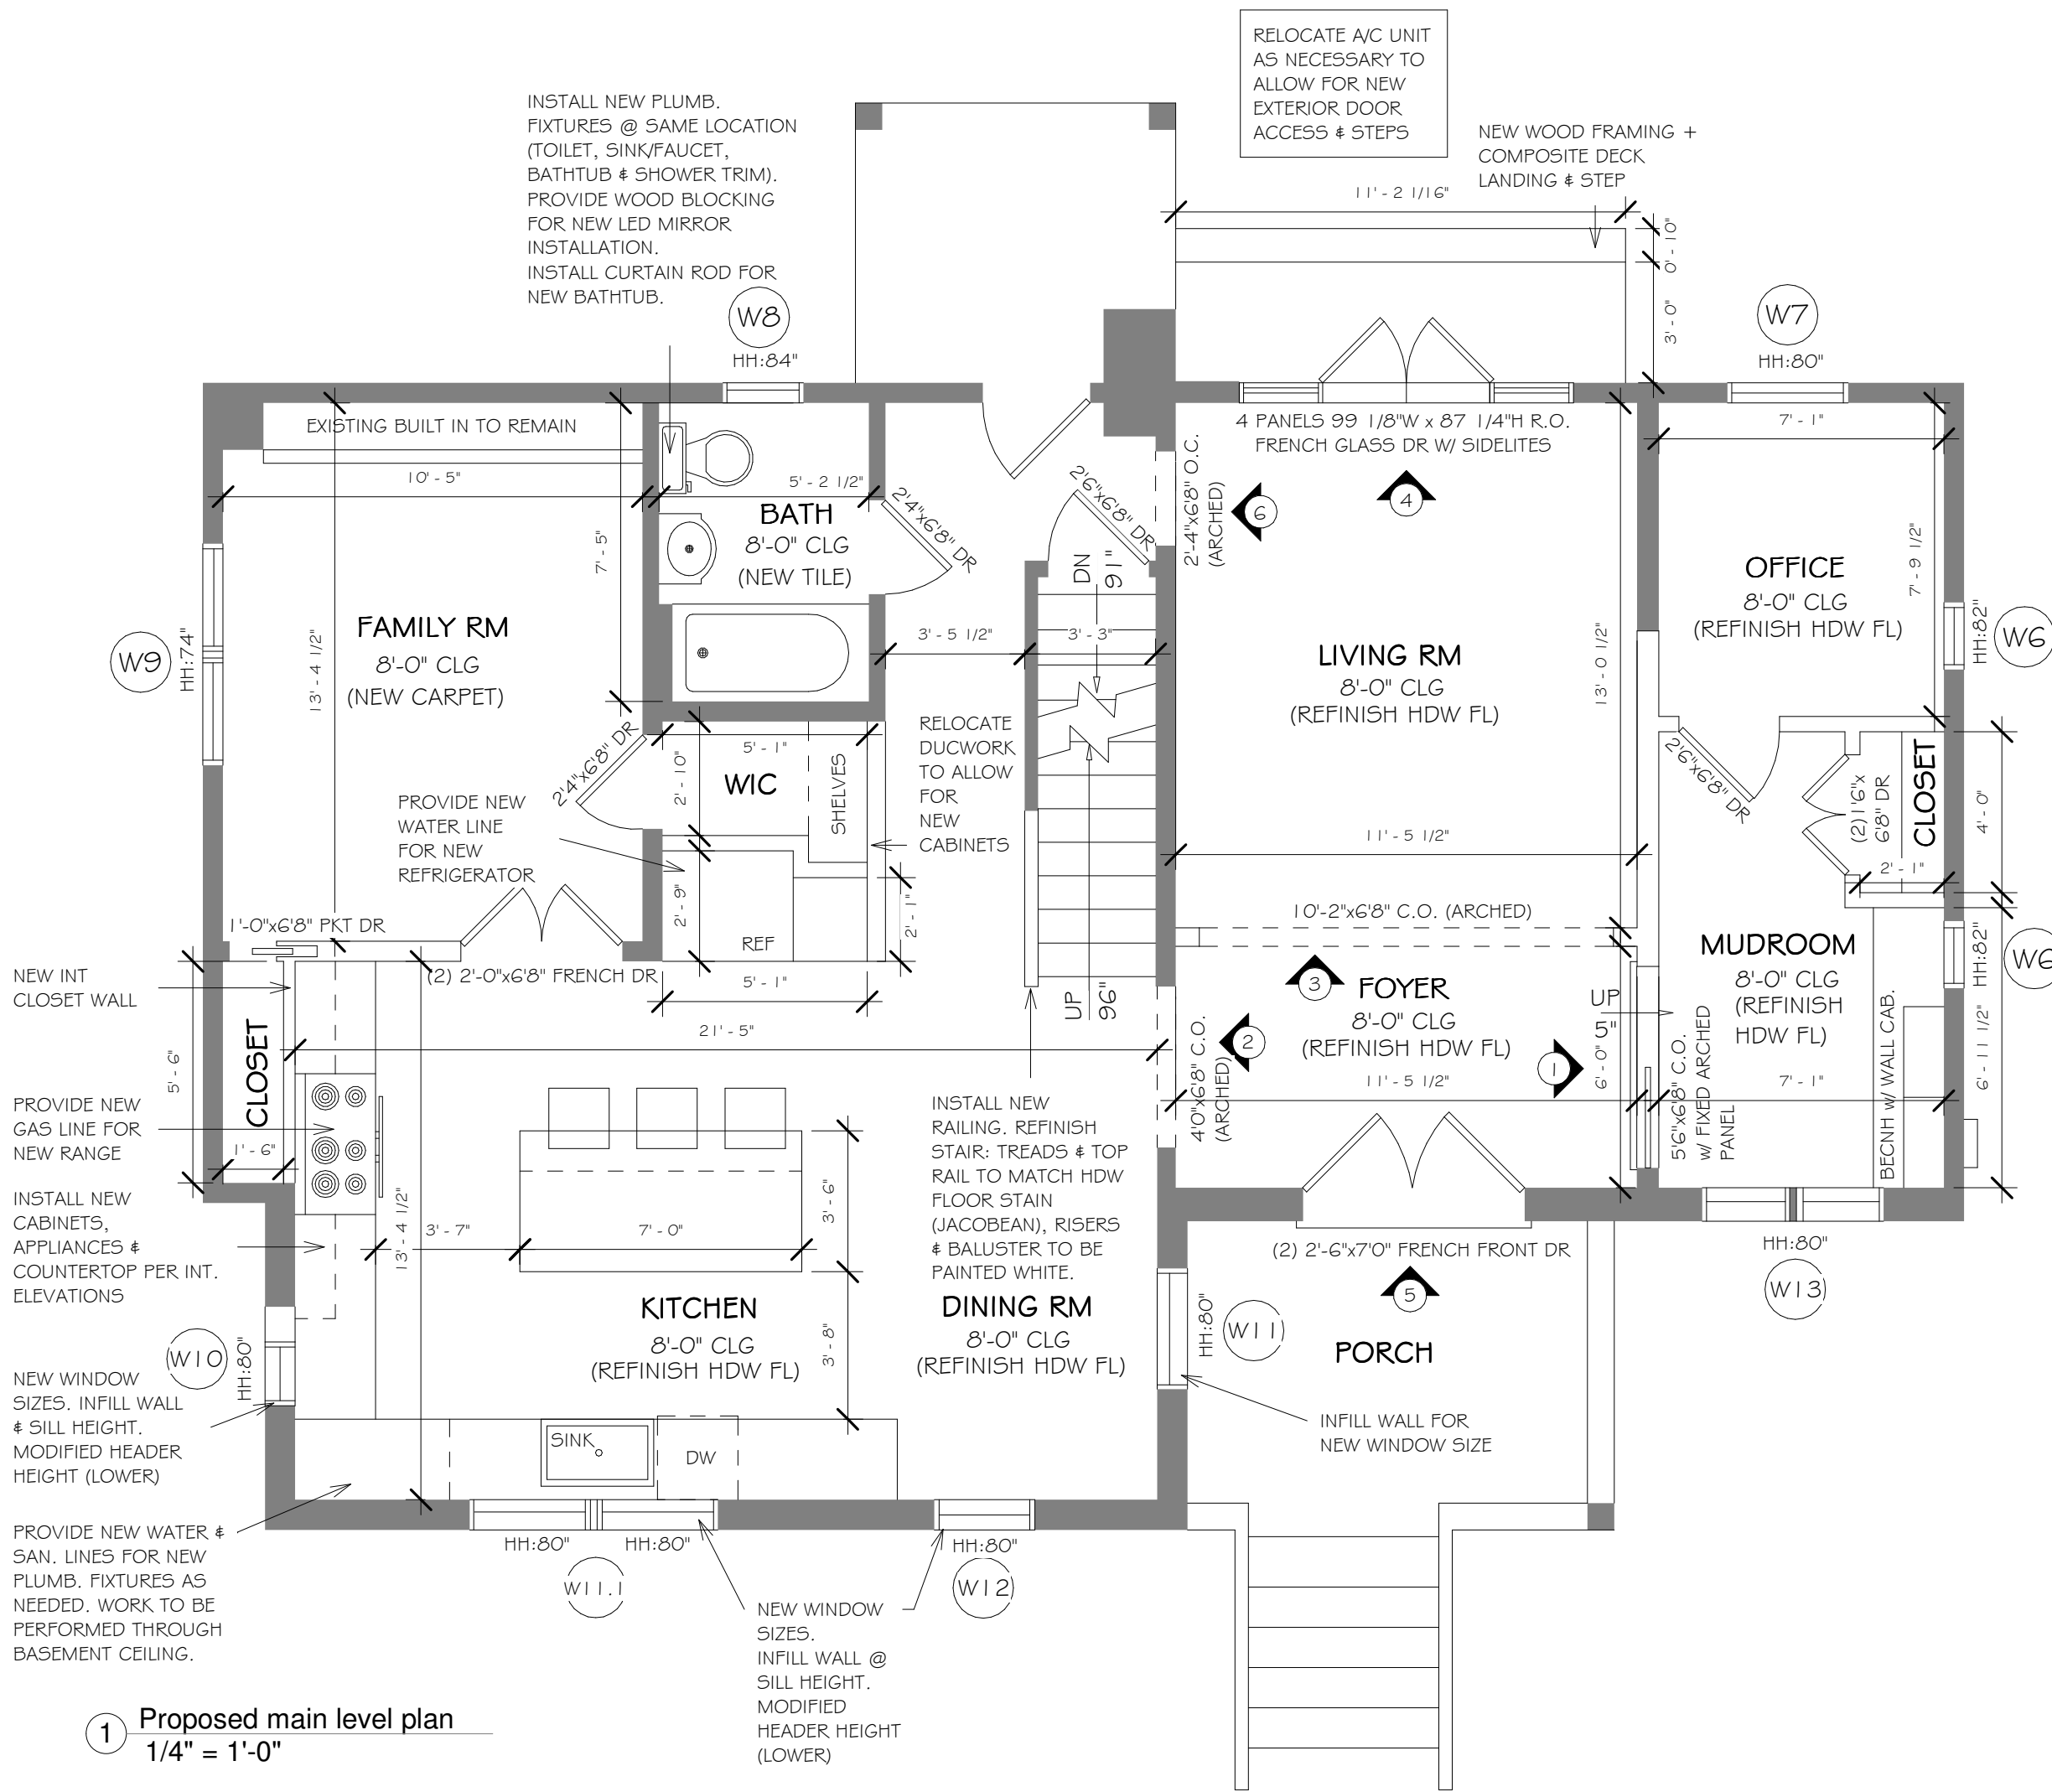 RELOCATE A/C UNIT
AS NECESSARY TO
ALLOW FOR NEW
EXTERIOR DOOR
ACCESS & STEPS
INSTALL NEW PLUMB.
FIXTURES @ SAME LOCATION
(TOILET, SINK/FAUCET,
BATHTUB & SHOWER TRIM).
PROVIDE WOOD BLOCKING
FOR NEW LED MIRROR
INSTALLATION.
INSTALL CURTAIN ROD FOR
NEW BATHTUB.
NEW WOOD FRAMING +
COMPOSITE DECK
LANDING & STEP
11' - 2 1/16"
0' - 10"
3' - 0"
W8
HH:84"
W7
HH:80"
EXISTING BUILT IN TO REMAIN
10' - 5"
5' - 2 1/2"
7' - 5"
13' - 4 1/2"
BATH
8'-0" CLG
(NEW TILE)
2'4"x6'8" DR
2'6"x6'8" DR
DN
91"
2'-4"x6'8" O.C.
(ARCHED)
6
4 PANELS 99 1/8"W x 87 1/4"H R.O.
FRENCH GLASS DR W/ SIDELITES
4
7' - 1"
7' - 9 1/2"
OFFICE
8'-0" CLG
(REFINISH HDW FL)
HH:82"
W6
FAMILY RM
8'-0" CLG
(NEW CARPET)
W9
HH:74"
3' - 5 1/2"
3' - 3"
LIVING RM
8'-0" CLG
(REFINISH HDW FL)
13' - 0 1/2"
11' - 5 1/2"
RELOCATE
DUCWORK
TO ALLOW
FOR
NEW
CABINETS
5' - 1"
WIC
SHELVES
2' - 10"
2'4"x6'8" DR
PROVIDE NEW
WATER LINE
FOR NEW
REFRIGERATOR
2' - 9"
REF
2' - 1"
5' - 1"
2'6"x6'8" DR
(2)1'6"x
6'8" DR
CLOSET
4' - 0"
2' - 1"
1'-0"x6'8" PKT DR
(2) 2'-0"x6'8" FRENCH DR
10'-2"x6'8" C.O. (ARCHED)
MUDROOM
8'-0" CLG
(REFINISH
HDW FL)
HH:82"
W6
NEW INT
CLOSET WALL
21' - 5"
UP
96"
3
FOYER
8'-0" CLG
(REFINISH HDW FL)
UP
5"
2
1
4'0"x6'8" C.O.
(ARCHED)
11' - 5 1/2"
6' - 0"
5'6"x6'8" C.O.
W/ FIXED ARCHED
PANEL
7' - 1"
BECNH w/ WALL CAB.
6' - 11 1/2"
5' - 6"
CLOSET
1' - 6"
PROVIDE NEW
GAS LINE FOR
NEW RANGE
INSTALL NEW
CABINETS,
APPLIANCES &
COUNTERTOP PER INT.
ELEVATIONS
3' - 7"
13' - 4 1/2"
7' - 0"
3' - 6"
3' - 8"
INSTALL NEW
RAILING. REFINISH
STAIR: TREADS & TOP
RAIL TO MATCH HDW
FLOOR STAIN
(JACOBEAN), RISERS
& BALUSTER TO BE
PAINTED WHITE.
(2) 2'-6"x7'0" FRENCH FRONT DR
5
PORCH
HH:80"
W13
KITCHEN
8'-0" CLG
(REFINISH HDW FL)
DINING RM
8'-0" CLG
(REFINISH HDW FL)
HH:80"
W11
W10
HH:80"
NEW WINDOW
SIZES. INFILL WALL
& SILL HEIGHT.
MODIFIED HEADER
HEIGHT (LOWER)
INFILL WALL FOR
NEW WINDOW SIZE
SINK
DW
PROVIDE NEW WATER &
SAN. LINES FOR NEW
PLUMB. FIXTURES AS
NEEDED. WORK TO BE
PERFORMED THROUGH
BASEMENT CEILING.
HH:80" HH:80"
W11.1
HH:80"
W12
NEW WINDOW
SIZES.
INFILL WALL @
SILL HEIGHT.
MODIFIED
HEADER HEIGHT
(LOWER)
1
Proposed main level plan
1/4" = 1'-0"